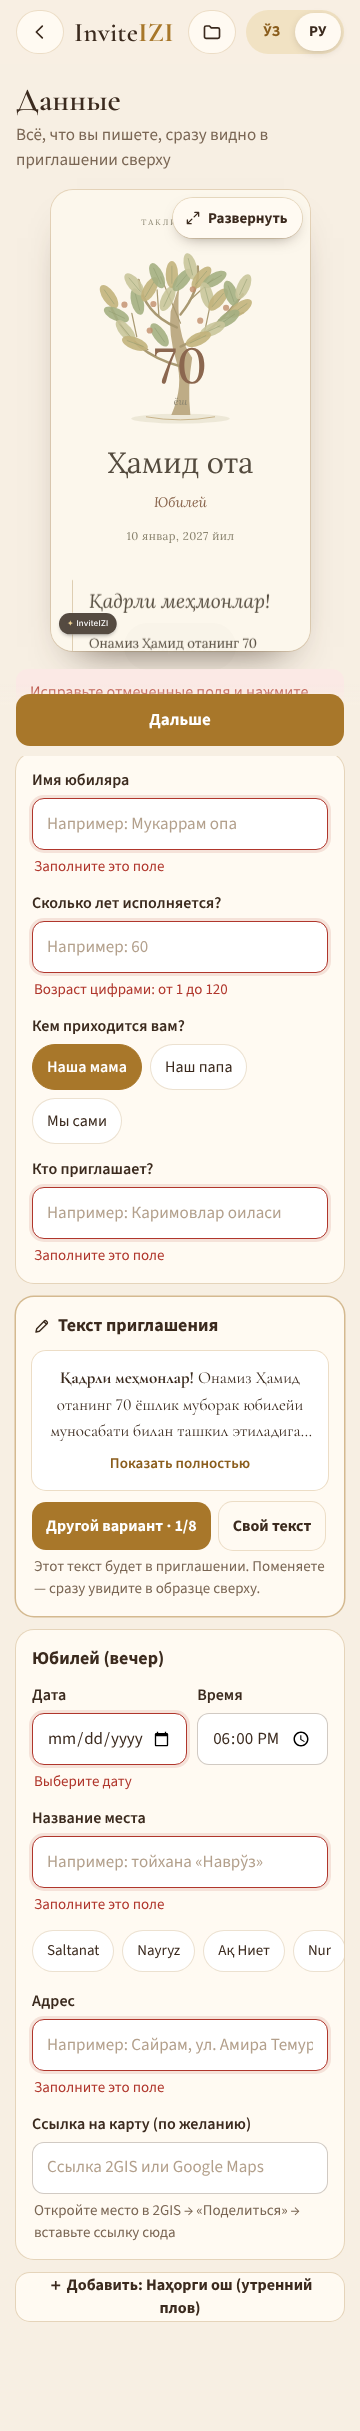 InviteIZI
ЎЗ
РУ
Данные
Всё, что вы пишете, сразу видно в
приглашении сверху
Развернуть
70
ёш
Ҳамид ота
Юбилей
10 январ, 2027 йил
Қадрли меҳмонлар!
InviteIZI
Онамиз Ҳамид отанинг 70
Исправьте отмеченные поля и нажмите
Дальше
Имя юбиляра
Например: Мукаррам опа
Заполните это поле
Сколько лет исполняется?
Например: 60
Возраст цифрами: от 1 до 120
Кем приходится вам?
Наша мама
Наш папа
Мы сами
Кто приглашает?
Например: Каримовлар оиласи
Заполните это поле
Текст приглашения
Қадрли меҳмонлар! Онамиз Ҳамид
отанинг 70 ёшлик муборак юбилейи
муносабати билан ташкил этиладига...
Показать полностью
Другой вариант · 1/8
Свой текст
Этот текст будет в приглашении. Поменяете
— сразу увидите в образце сверху.
Юбилей (вечер)
Дата
Время
mm/dd/yyyy
06:00 PM
Выберите дату
Название места
Например: тойхана «Наврўз»
Заполните это поле
Saltanat
Nayryz
Ақ Ниет
Nur
Адрес
Например: Сайрам, ул. Амира Темур
Заполните это поле
Ссылка на карту (по желанию)
Ссылка 2GIS или Google Maps
Откройте место в 2GIS → «Поделиться» →
вставьте ссылку сюда
+ Добавить: Наҳорги ош (утренний
плов)